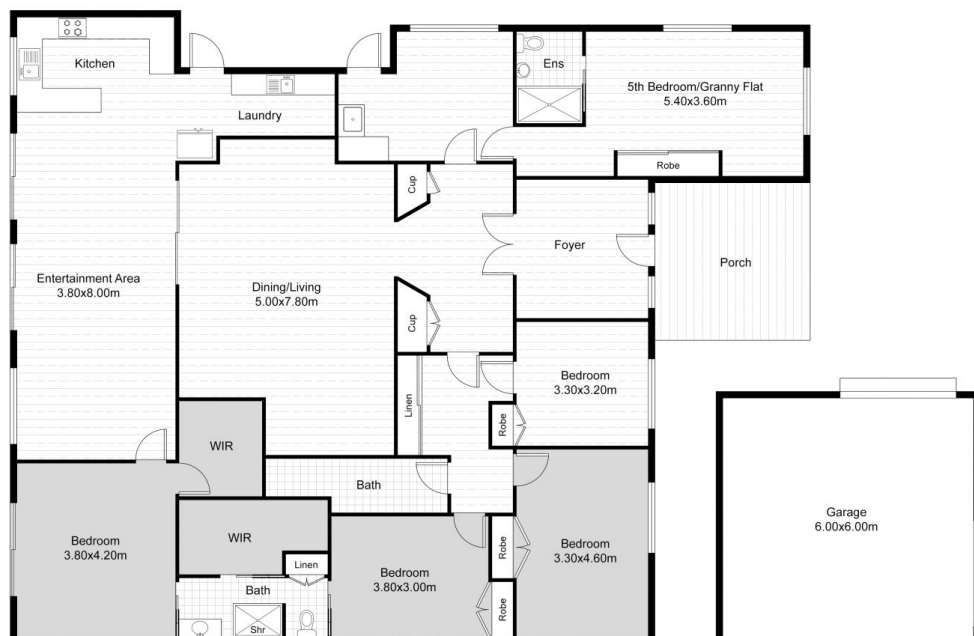 Kitchen
Ens
5th Bedroom/Granny Flat
5.40x3.60m
Laundry
Robe
Cup
Foyer
Porch
Entertainment Area
3.80x8.00m
Dining/Living
5.00x7.80m
Cup
Bedroom
3.30x3.20m
Linen
Robe
WIR
Bath
Garage
6.00x6.00m
Bedroom
3.80x4.20m
WIR
Linen
Bedroom
3.80x3.00m
Robe
Bedroom
3.30x4.60m
Bath
Robe
Shr